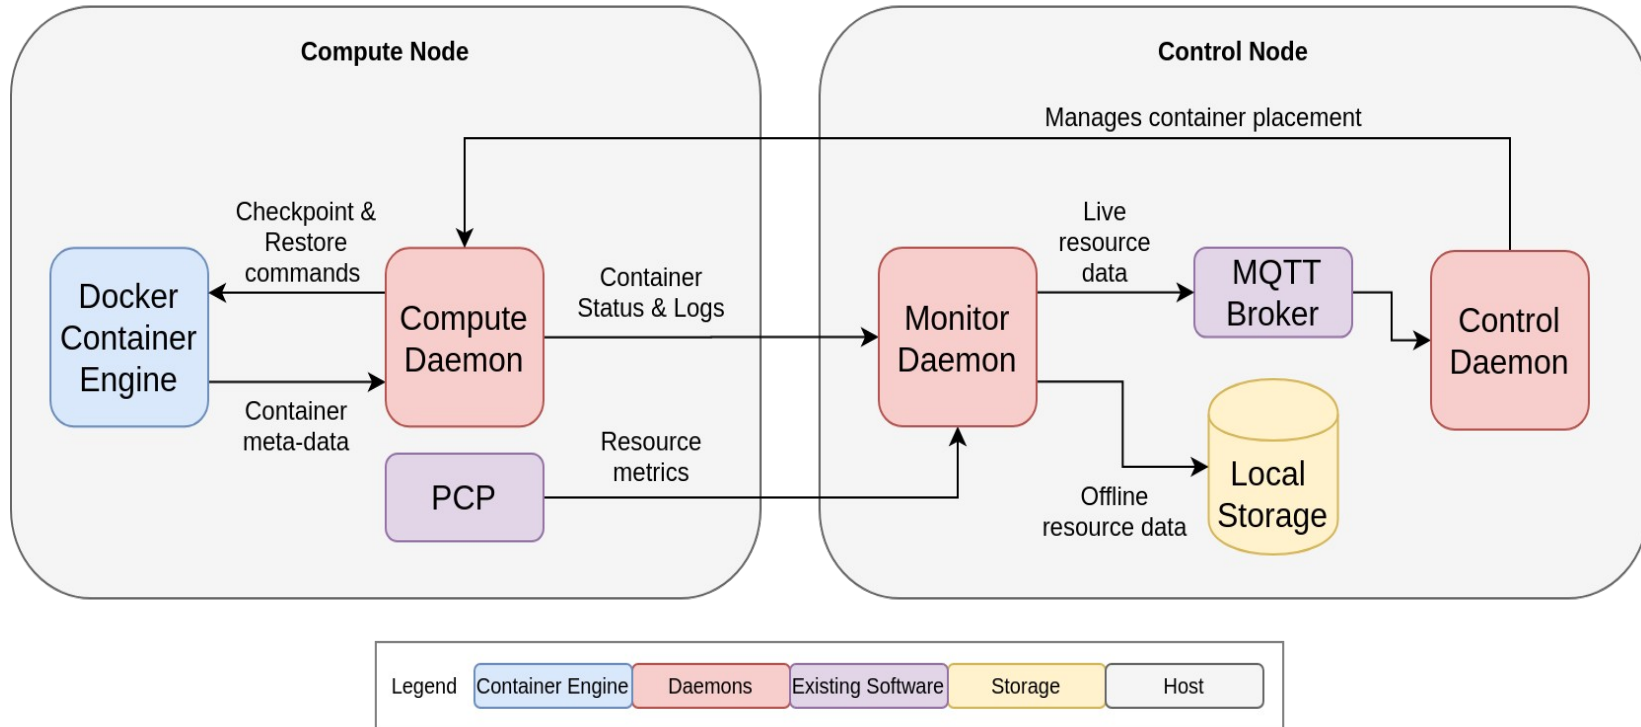 Compute Node
Control Node
Manages container placement
Checkpoint &
Restore
commands
Live
resource
data
Docker
Container
Engine
Compute
Daemon
Container
Status & Logs
Monitor
Daemon
MQTT
Broker
Control
Daemon
Container
meta-data
Resource
metrics
PCP
Offline
resource data
Local
Storage
Legend
Container Engine
Daemons
Existing Software
Storage
Host